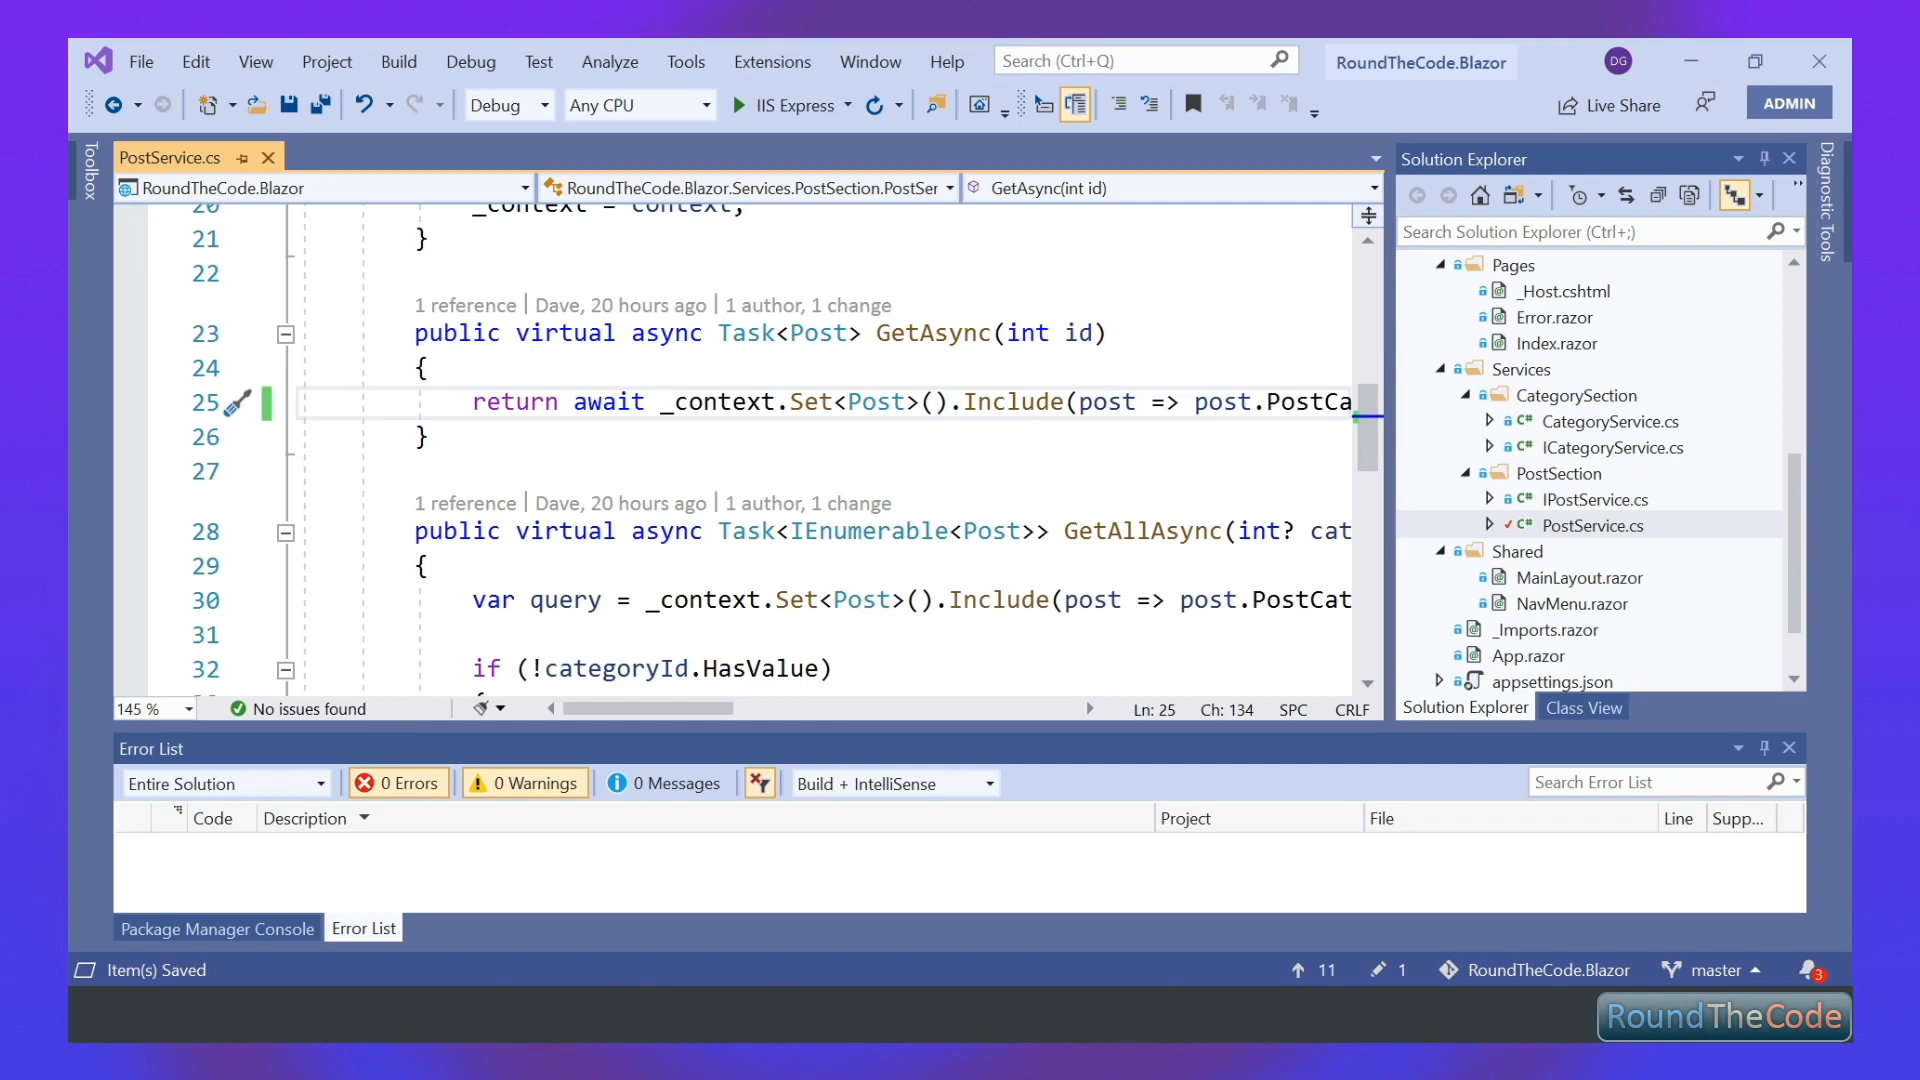 File Edit View Project Build Debug Test Analyze Tools Extensions Window Help Search (Ctrl+Q) RoundTheCode.Blazor DG
Debug Any CPU IIS Express Live Share ADMIN
Toolbox
PostService.cs
RoundTheCode.Blazor RoundTheCode.Blazor.Services.PostSection.PostSer GetAsync(int id)
20 _context = context;
21 }
22
1 reference | Dave, 20 hours ago | 1 author, 1 change
23 public virtual async Task<Post> GetAsync(int id)
24 {
25 return await _context.Set<Post>().Include(post => post.PostCa
26 }
27
1 reference | Dave, 20 hours ago | 1 author, 1 change
28 public virtual async Task<IEnumerable<Post>> GetAllAsync(int? cat
29 {
30 var query = _context.Set<Post>().Include(post => post.PostCat
31
32 if (!categoryId.HasValue)
145 % No issues found Ln: 25 Ch: 134 SPC CRLF
Solution Explorer
Search Solution Explorer (Ctrl+;)
Pages
_Host.cshtml
Error.razor
Index.razor
Services
CategorySection
C# CategoryService.cs
C# ICategoryService.cs
PostSection
C# IPostService.cs
C# PostService.cs
Shared
MainLayout.razor
NavMenu.razor
_Imports.razor
App.razor
appsettings.json
Solution Explorer Class View
Diagnostic Tools
Error List
Entire Solution 0 Errors 0 Warnings 0 Messages Build + IntelliSense Search Error List
Code Description Project File Line Supp...
Package Manager Console Error List
Item(s) Saved 11 1 RoundTheCode.Blazor master 3
RoundTheCode